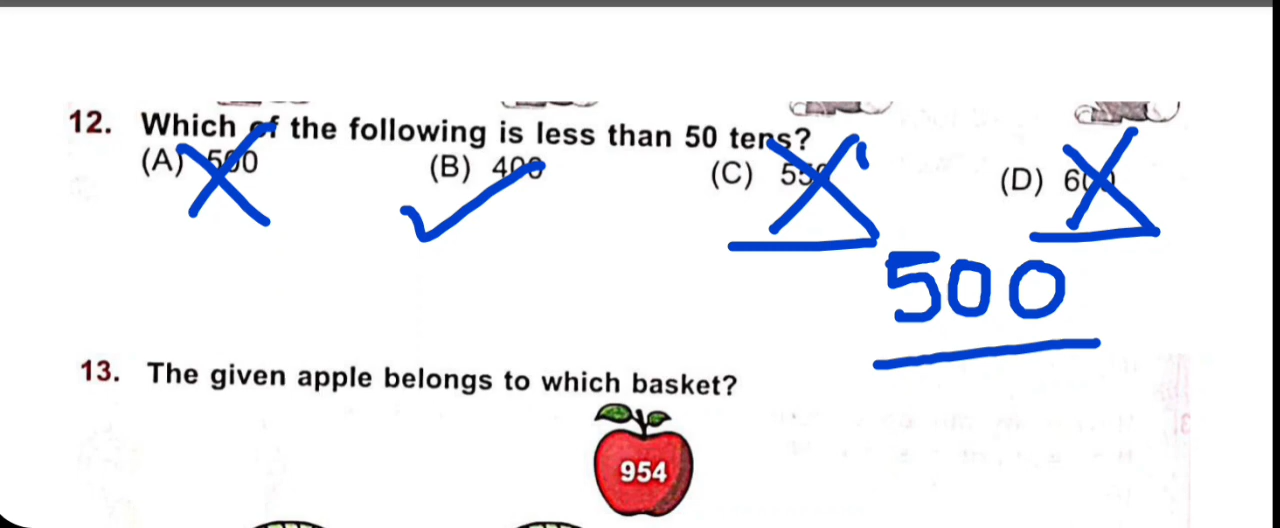 12. Which of the following is less than 50 tens?
(A) 500 (B) 400 (C) 550 (D) 600
500
13. The given apple belongs to which basket?
954